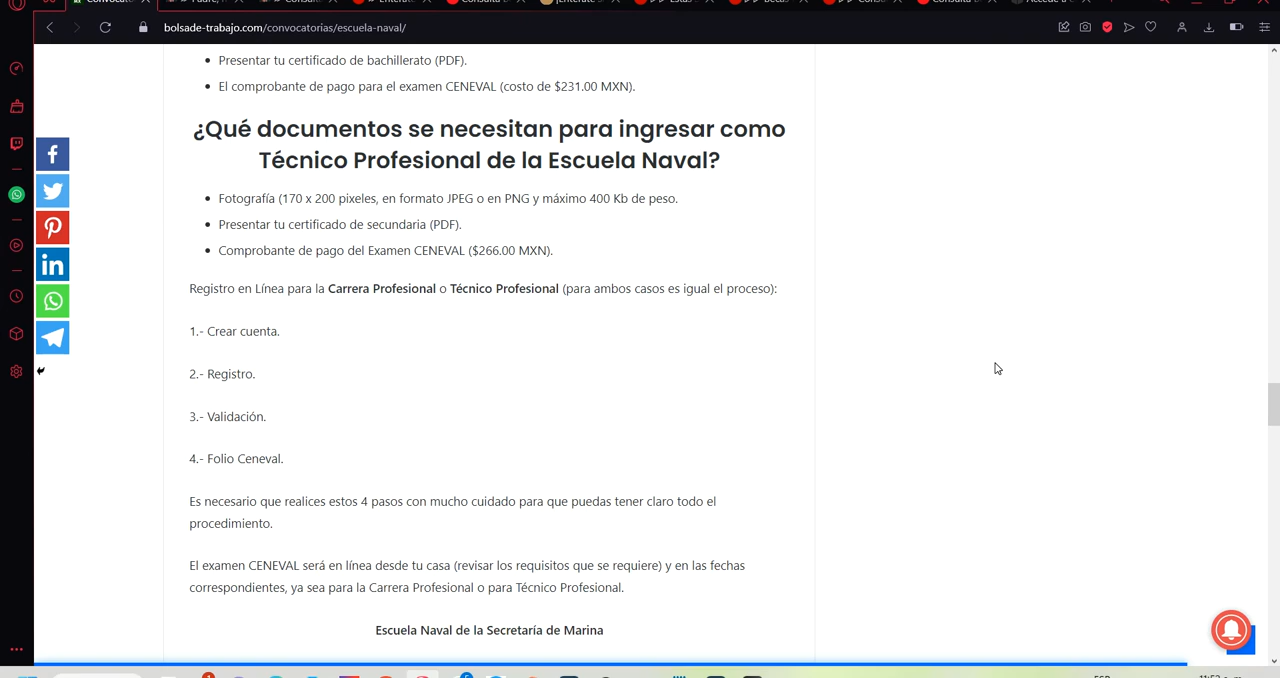 bolsade-trabajo.com/convocatorias/escuela-naval/
• Presentar tu certificado de bachillerato (PDF).
• El comprobante de pago para el examen CENEVAL (costo de $231.00 MXN).
¿Qué documentos se necesitan para ingresar como
Técnico Profesional de la Escuela Naval?
• Fotografía (170 x 200 pixeles, en formato JPEG o en PNG y máximo 400 Kb de peso.
• Presentar tu certificado de secundaria (PDF).
• Comprobante de pago del Examen CENEVAL ($266.00 MXN).
Registro en Línea para la Carrera Profesional o Técnico Profesional (para ambos casos es igual el proceso):
1.- Crear cuenta.
2.- Registro.
3.- Validación.
4.- Folio Ceneval.
Es necesario que realices estos 4 pasos con mucho cuidado para que puedas tener claro todo el
procedimiento.
El examen CENEVAL será en línea desde tu casa (revisar los requisitos que se requiere) y en las fechas
correspondientes, ya sea para la Carrera Profesional o para Técnico Profesional.
Escuela Naval de la Secretaría de Marina